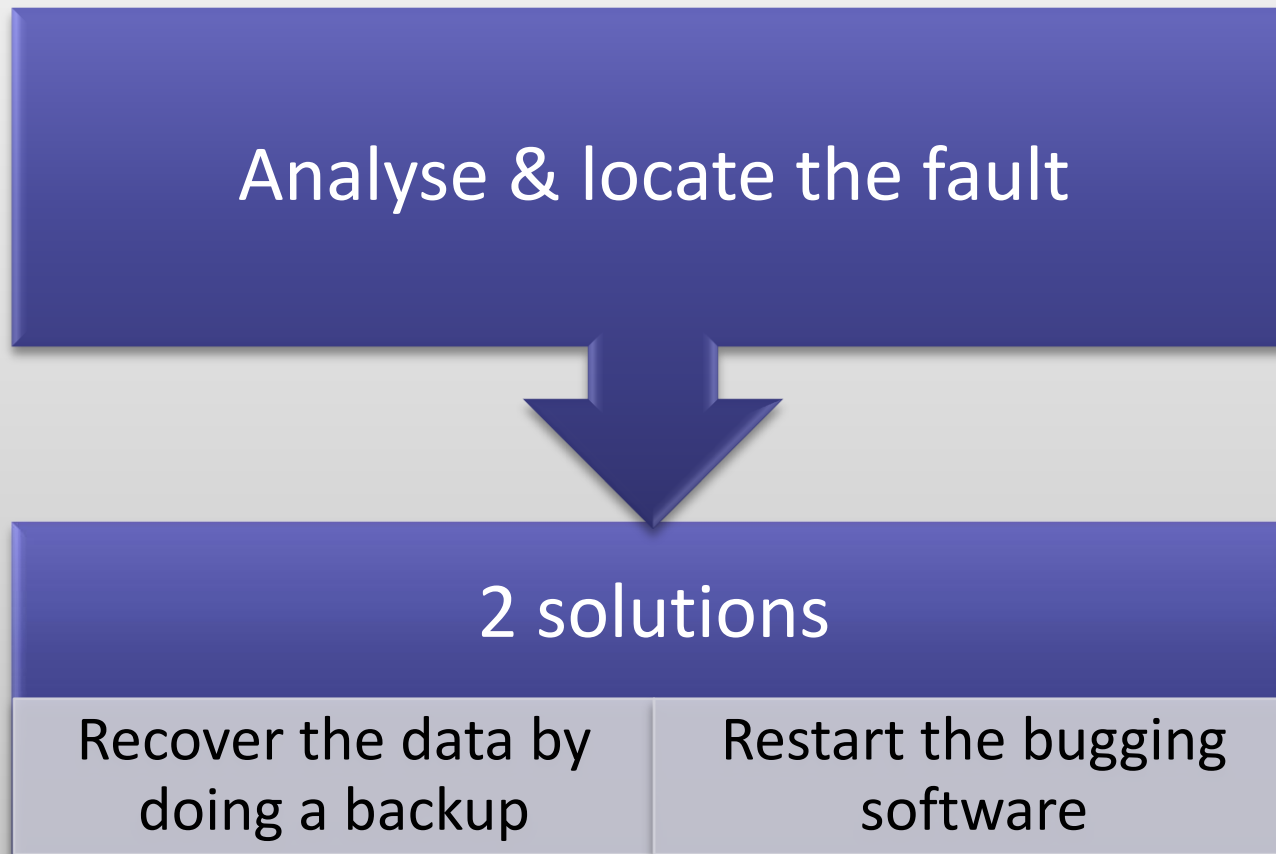 Analyse & locate the fault
2 solutions
Recover the data by
doing a backup
Restart the bugging
software